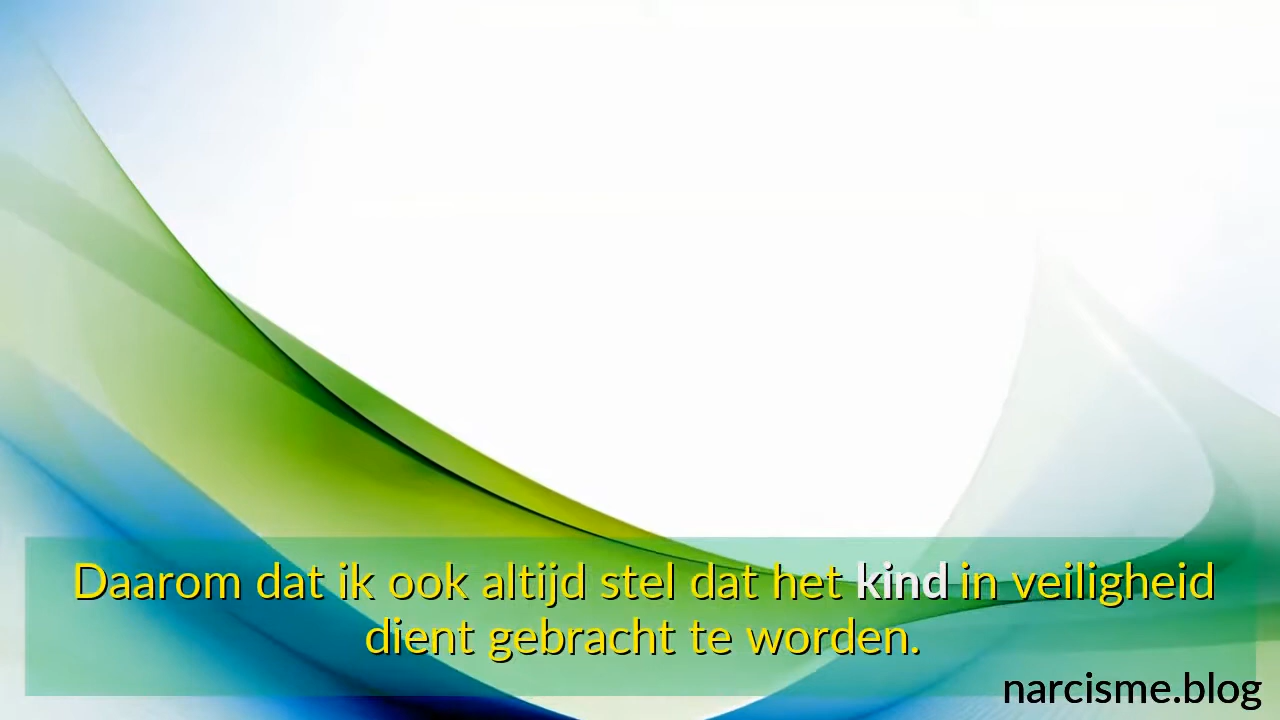 Daarom dat ik ook altijd stel dat het kind in veiligheid
dient gebracht te worden.
narcisme.blog